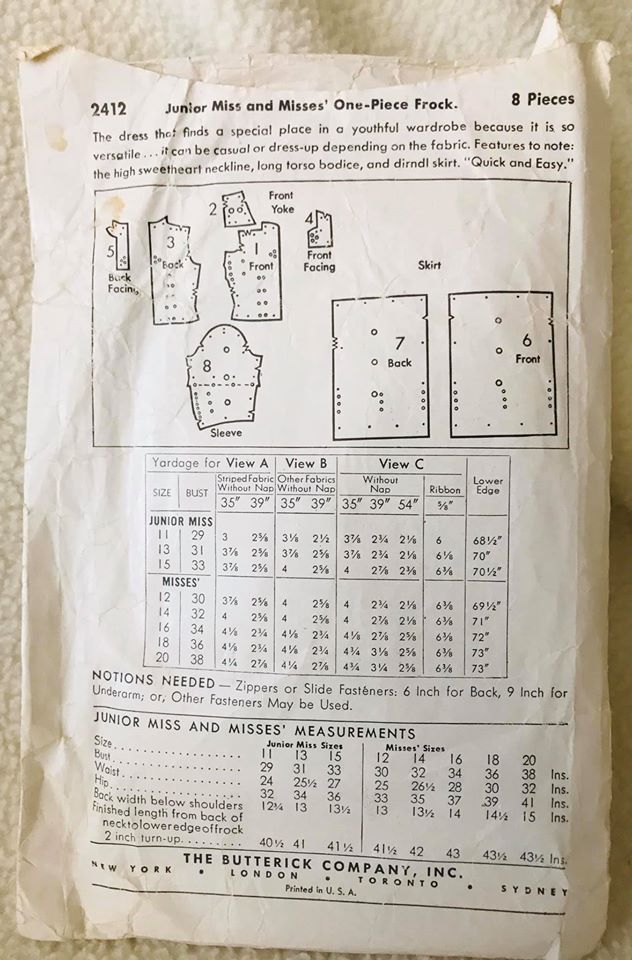 2412 Junior Miss and Misses' One-Piece Frock. 8 Pieces
The dress that finds a special place in a youthful wardrobe because it is so
versatile . . . it can be casual or dress-up depending on the fabric. Features to note:
the high sweetheart neckline, long torso bodice, and dirndl skirt. "Quick and Easy."
2 Front Yoke
5 Back Facing
3 Back
1 Front
4 Front Facing
Skirt
7 Back
6 Front
8
Sleeve
Yardage for View A View B View C
Striped Fabric Without Nap Other Fabrics Without Nap Without Nap Ribbon Lower Edge
SIZE BUST 35" 39" 35" 39" 35" 39" 54" ⅝"
JUNIOR MISS
11 29 3 2⅝ 3⅛ 2½ 3⅞ 2¾ 2⅛ 6 68½"
13 31 3⅞ 2⅝ 3⅞ 2⅝ 3⅞ 2¾ 2⅛ 6⅛ 70"
15 33 3⅞ 2⅝ 4 2⅝ 4 2⅞ 2⅜ 6⅜ 70½"
MISSES'
12 30 3⅞ 2⅝ 4 2⅝ 4 2¾ 2⅛ 6⅜ 69½"
14 32 4 2⅝ 4 2⅝ 4 2⅞ 2⅛ 6⅜ 71"
16 34 4⅛ 2¾ 4⅛ 2¾ 4⅛ 2⅞ 2⅝ 6⅜ 72"
18 36 4⅛ 2¾ 4⅛ 2¾ 4¾ 3⅛ 2⅝ 6⅜ 73"
20 38 4¼ 2⅞ 4¼ 2⅞ 4¾ 3¼ 2⅝ 6⅜ 73"
NOTIONS NEEDED — Zippers or Slide Fasteners: 6 Inch for Back, 9 Inch for
Underarm; or, Other Fasteners May be Used.
JUNIOR MISS AND MISSES' MEASUREMENTS
Junior Miss Sizes Misses' Sizes
Size 11 13 15 12 14 16 18 20
Bust 29 31 33 30 32 34 36 38 Ins.
Waist 24 25½ 27 25 26½ 28 30 32 Ins.
Hip 32 34 36 33 35 37 39 41 Ins.
Back width below shoulders 12¼ 13 13½ 13 13½ 14 14½ 15 Ins.
Finished length from back of
neck to lower edge of frock
2 inch turn-up 40½ 41 41½ 41½ 42 43 43½ 43½ Ins.
THE BUTTERICK COMPANY, INC.
NEW YORK • LONDON • TORONTO • SYDNEY
Printed in U. S. A.